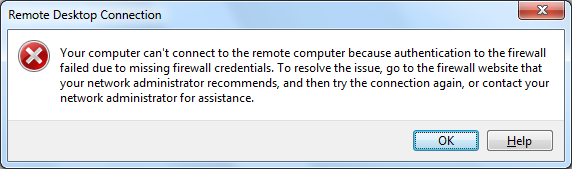 Remote Desktop Connection
Your computer can't connect to the remote computer because authentication to the firewall
failed due to missing firewall credentials. To resolve the issue, go to the firewall website that
your network administrator recommends, and then try the connection again, or contact your
network administrator for assistance.
OK
Help